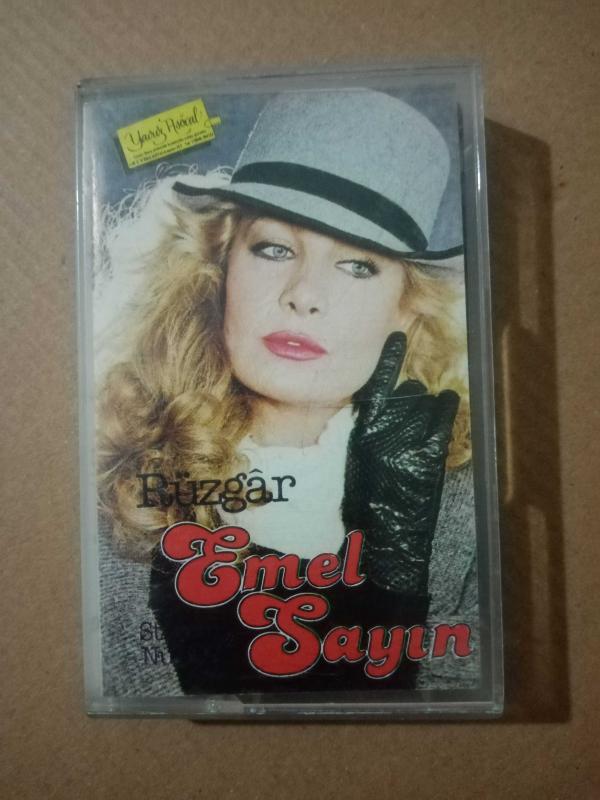 Yavuz Asöcal
Rüzgâr
Emel
Sayın